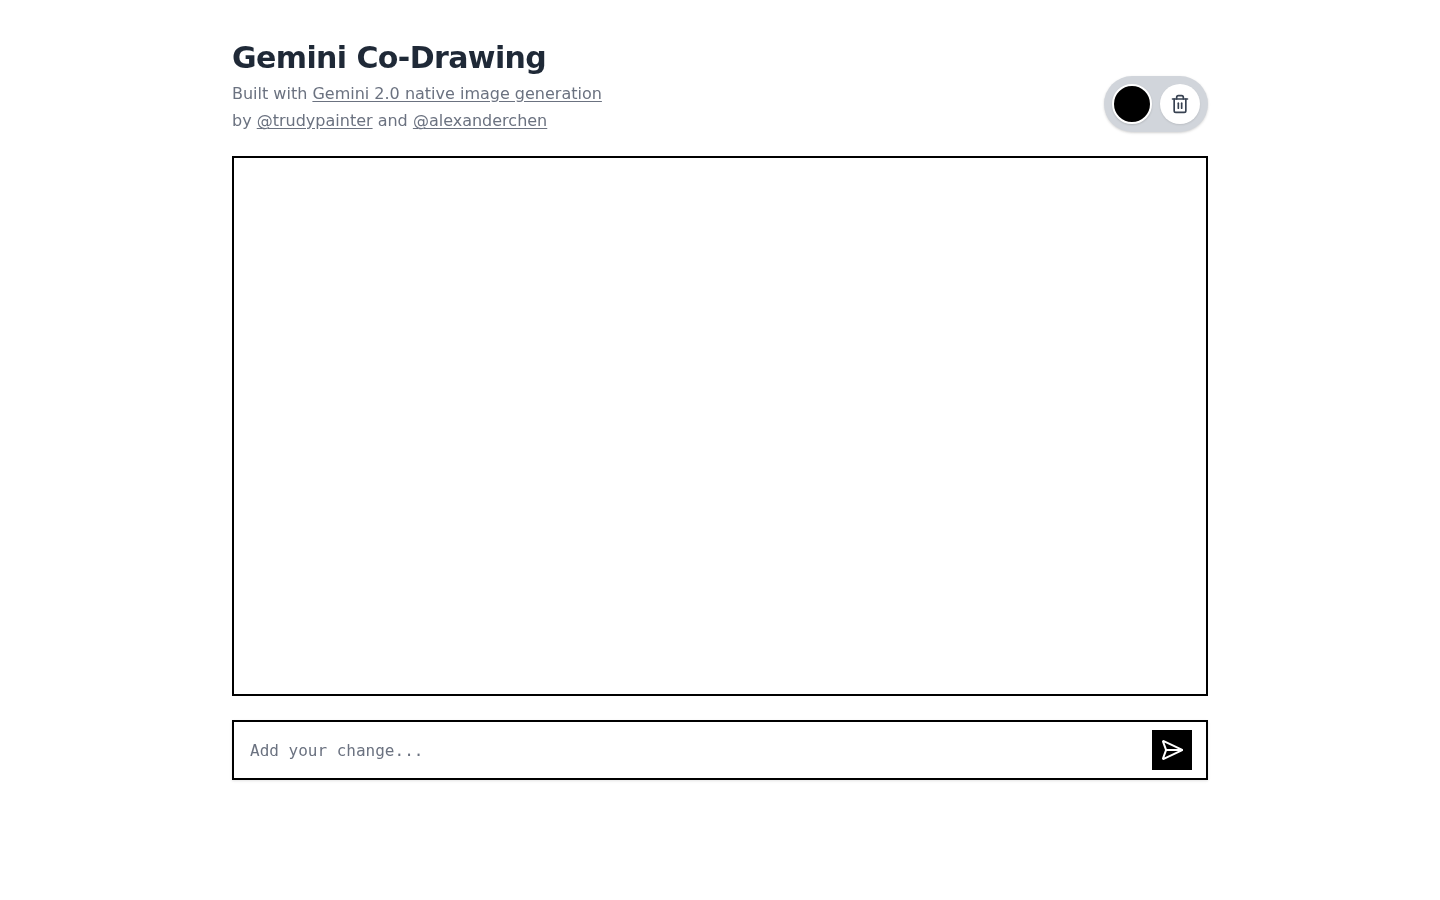 Gemini Co-Drawing
Built with Gemini 2.0 native image generation
by @trudypainter and @alexanderchen
Add your change...